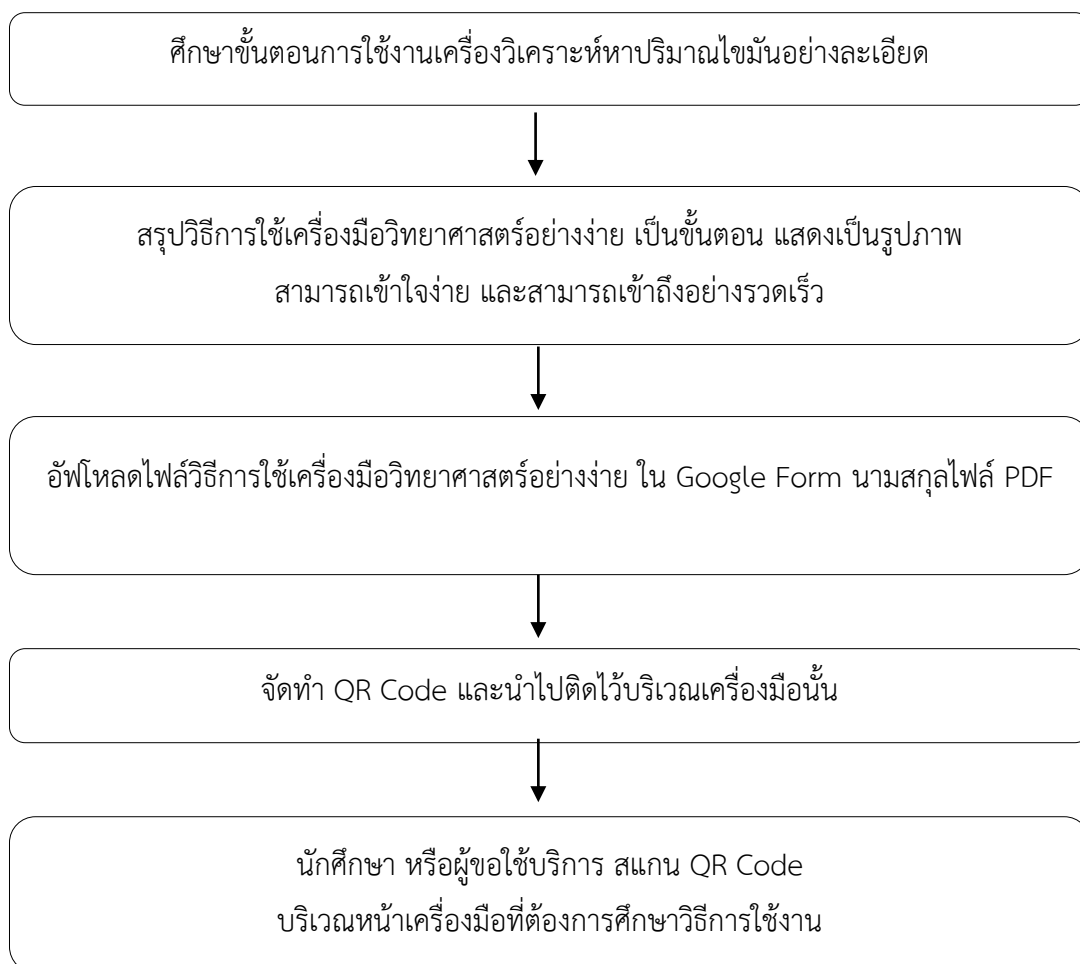 ศึกษาขั้นตอนการใช้งานเครื่องวิเคราะห์หาปริมาณไขมันอย่างละเอียด
สรุปวิธีการใช้เครื่องมือวิทยาศาสตร์อย่างง่าย เป็นขั้นตอน แสดงเป็นรูปภาพ
สามารถเข้าใจง่าย และสามารถเข้าถึงอย่างรวดเร็ว
อัพโหลดไฟล์วิธีการใช้เครื่องมือวิทยาศาสตร์อย่างง่าย ใน Google Form นามสกุลไฟล์ PDF
จัดทำ QR Code และนำไปติดไว้บริเวณเครื่องมือนั้น
นักศึกษา หรือผู้ขอใช้บริการ สแกน QR Code
บริเวณหน้าเครื่องมือที่ต้องการศึกษาวิธีการใช้งาน